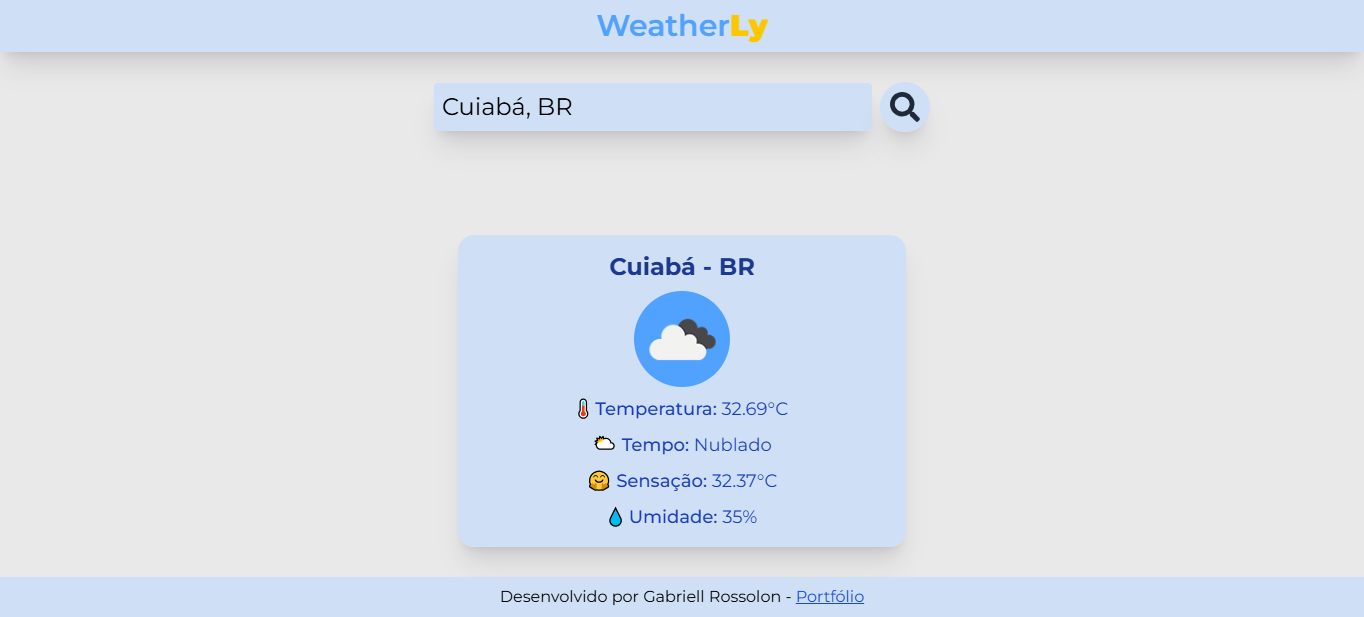 WeatherLy
Cuiabá, BR
Cuiabá - BR
Temperatura: 32.69°C
Tempo: Nublado
Sensação: 32.37°C
Umidade: 35%
Desenvolvido por Gabriell Rossolon - Portfólio